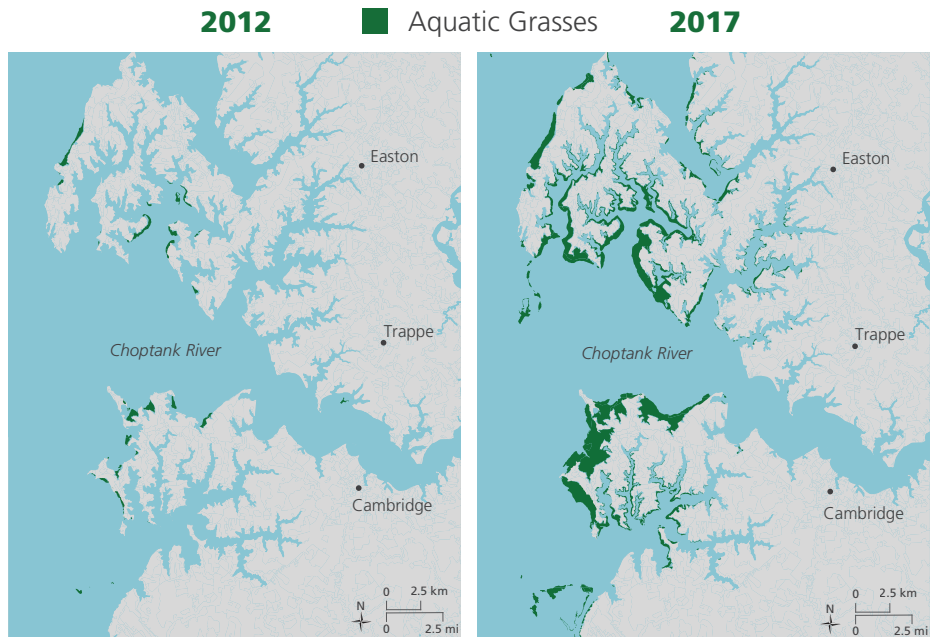 2012
Aquatic Grasses
2017
Easton
Trappe
Choptank River
Cambridge
0 2.5 km
N
0 2.5 mi
Easton
Trappe
Choptank River
Cambridge
0 2.5 km
N
0 2.5 mi